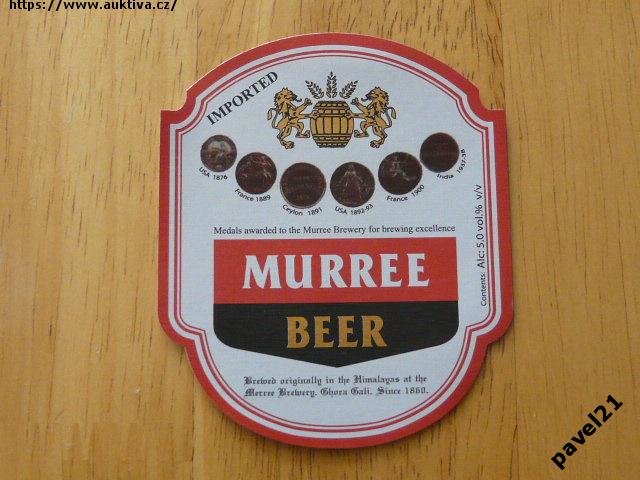 https://www.auktiva.cz/
IMPORTED
USA 1876
France 1889
Ceylon 1891
USA 1892-93
France 1900
India 1937-38
Medals awarded to the Murree Brewery for brewing excellence
MURREE
BEER
Contents: Alc: 5.0 vol.% v/v
Brewed originally in the Himalayas at the
Merree Brewery. Ghora Gali. Since 1860.
pavel21